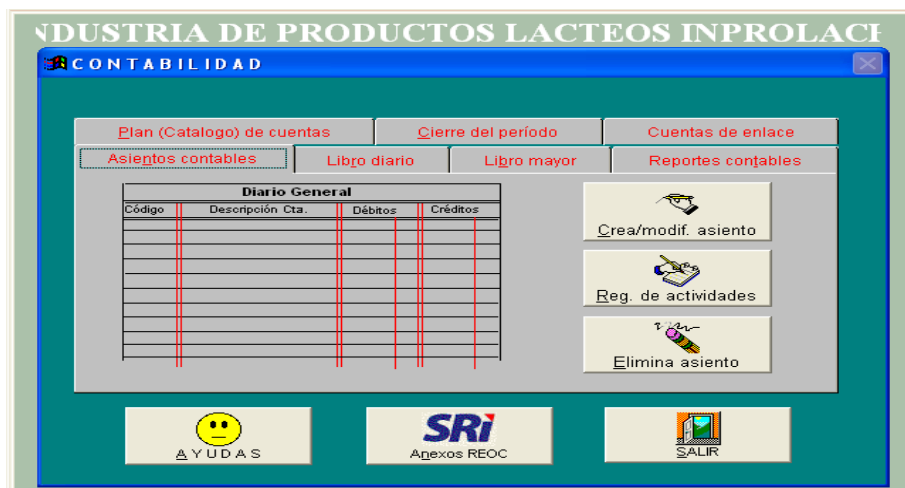 NDUSTRIA DE PRODUCTOS LACTEOS INPROLACE
CONTABILIDAD
Plan (Catalogo) de cuentas
Cierre del período
Cuentas de enlace
Asientos contables
Libro diario
Libro mayor
Reportes contables
Diario General
Código Descripción Cta. Débitos Créditos
Crea/modif. asiento
Reg. de actividades
Elimina asiento
AYUDAS
SRi
Anexos REOC
SALIR